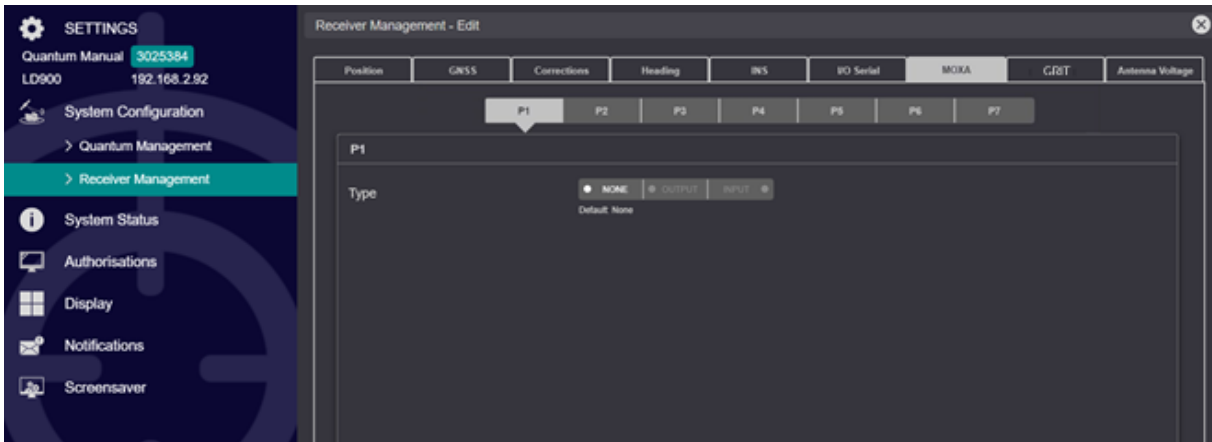 SETTINGS
Quantum Manual 3025384
LD900 192.168.2.92
System Configuration
> Quantum Management
> Receiver Management
System Status
Authorisations
Display
Notifications
Screensaver
Receiver Management - Edit
Position GNSS Corrections Heading INS I/O Serial MOXA GRIT Antenna Voltage
P1 P2 P3 P4 P5 P6 P7
P1
Type NONE OUTPUT INPUT
Default: None